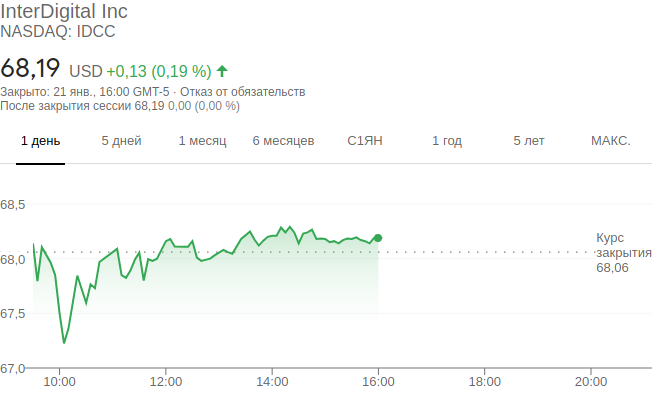 InterDigital Inc
NASDAQ: IDCC
68,19 USD +0,13 (0,19 %)
Закрыто: 21 янв., 16:00 GMT-5 · Отказ от обязательств
После закрытия сессии 68,19 0,00 (0,00 %)
1 день 5 дней 1 месяц 6 месяцев С1ЯН 1 год 5 лет МАКС.
68,5
68,0
67,5
67,0
Курс
закрытия
68,06
10:00 12:00 14:00 16:00 18:00 20:00